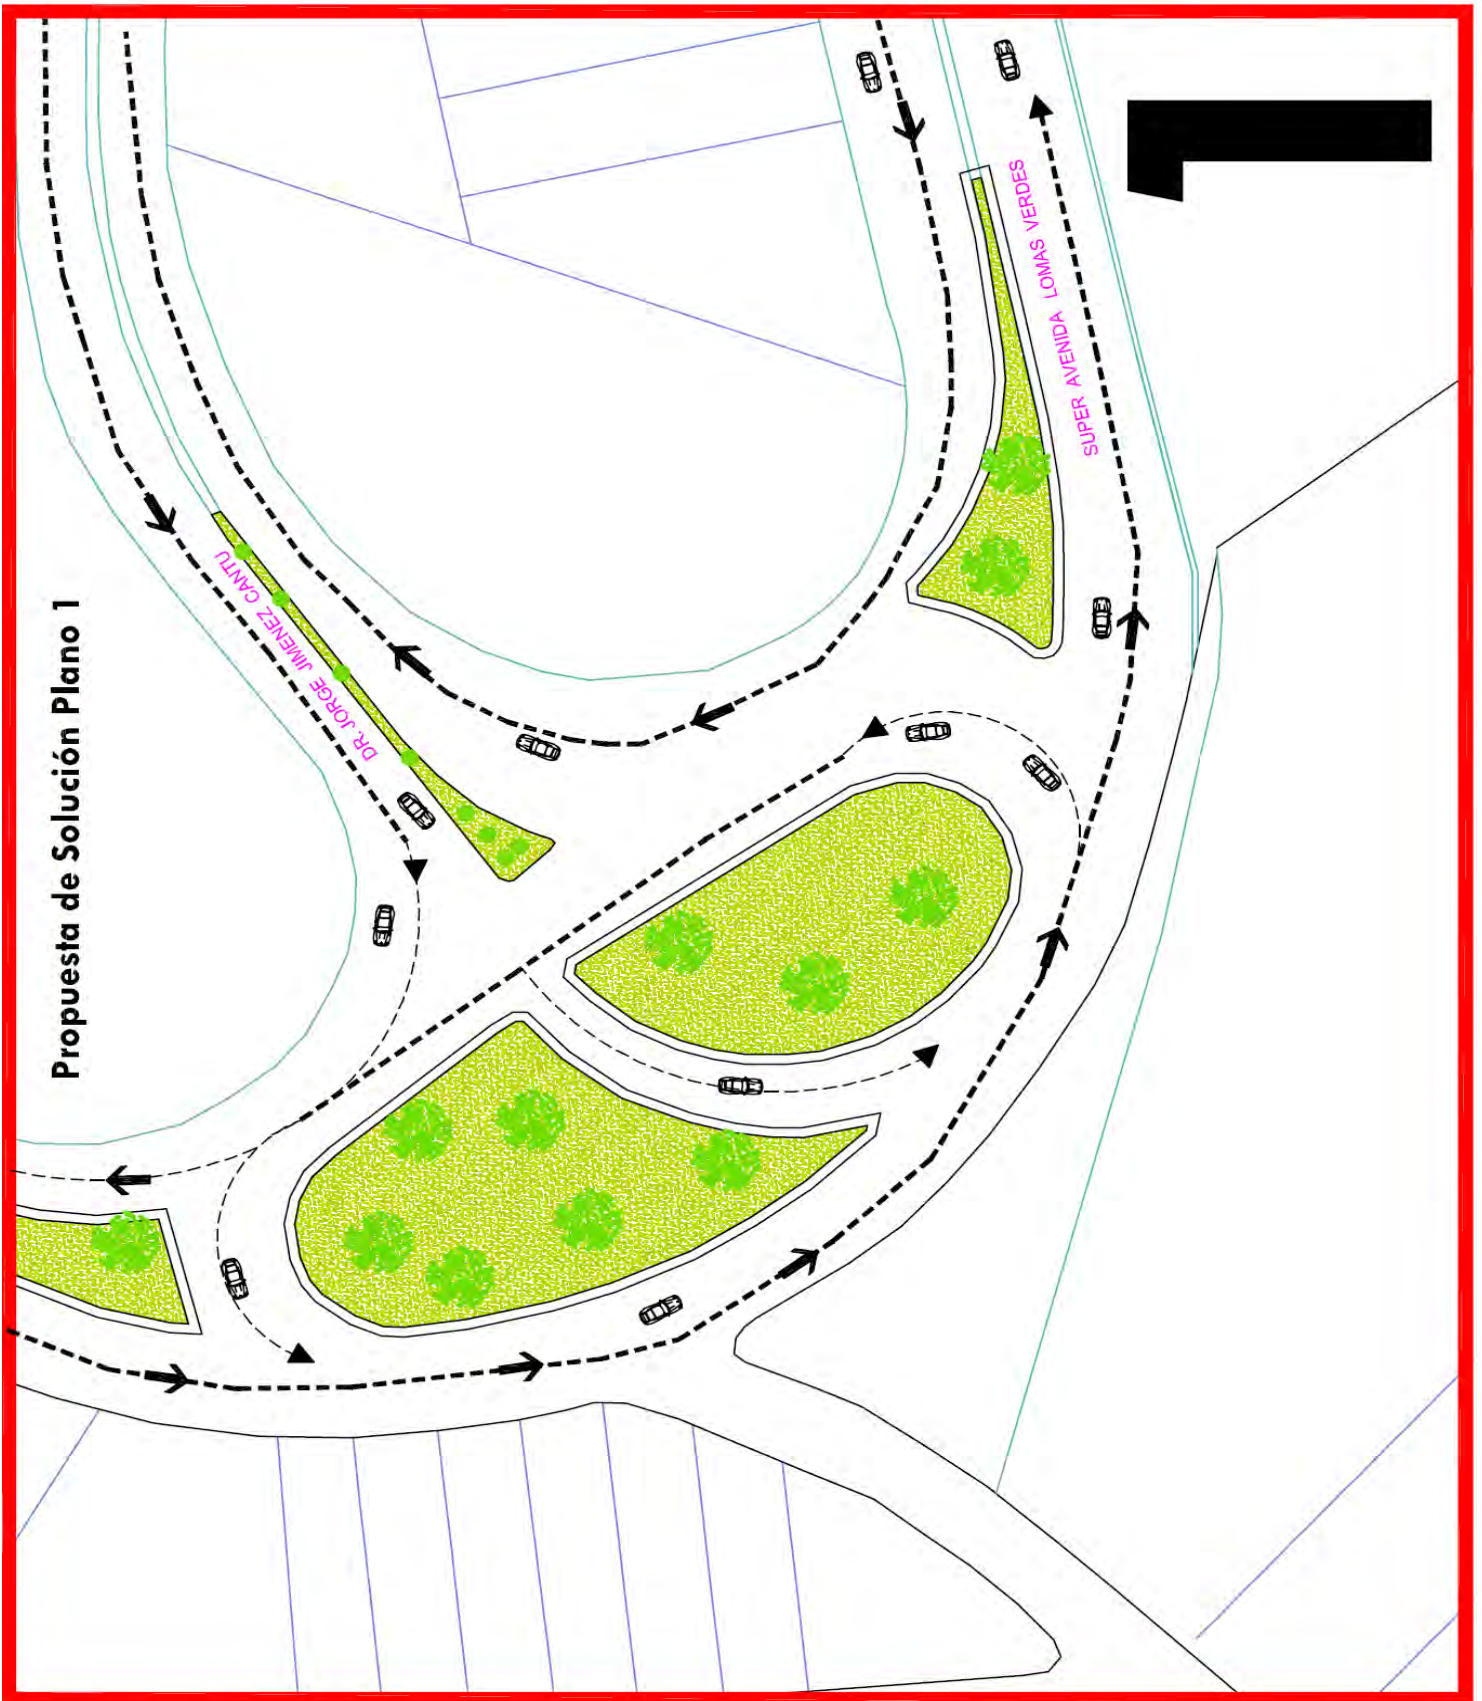 Propuesta de Solución Plano 1
DR. JORGE JIMENEZ CANTU
SUPER AVENIDA LOMAS VERDES